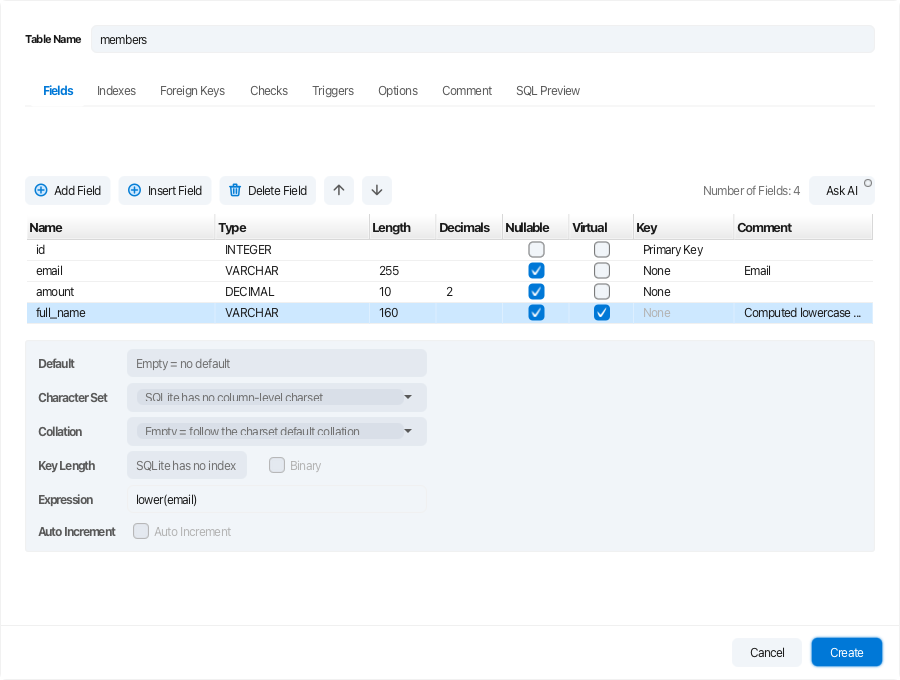 Table Name members
Fields Indexes Foreign Keys Checks Triggers Options Comment SQL Preview
Add Field Insert Field Delete Field Number of Fields: 4 Ask AI
Name Type Length Decimals Nullable Virtual Key Comment
id INTEGER Primary Key
email VARCHAR 255 None Email
amount DECIMAL 10 2 None
full_name VARCHAR 160 None Computed lowercase ...
Default Empty = no default
Character Set SQLite has no column-level charset
Collation Empty = follow the charset default collation
Key Length SQLite has no index Binary
Expression lower(email)
Auto Increment Auto Increment
Cancel Create